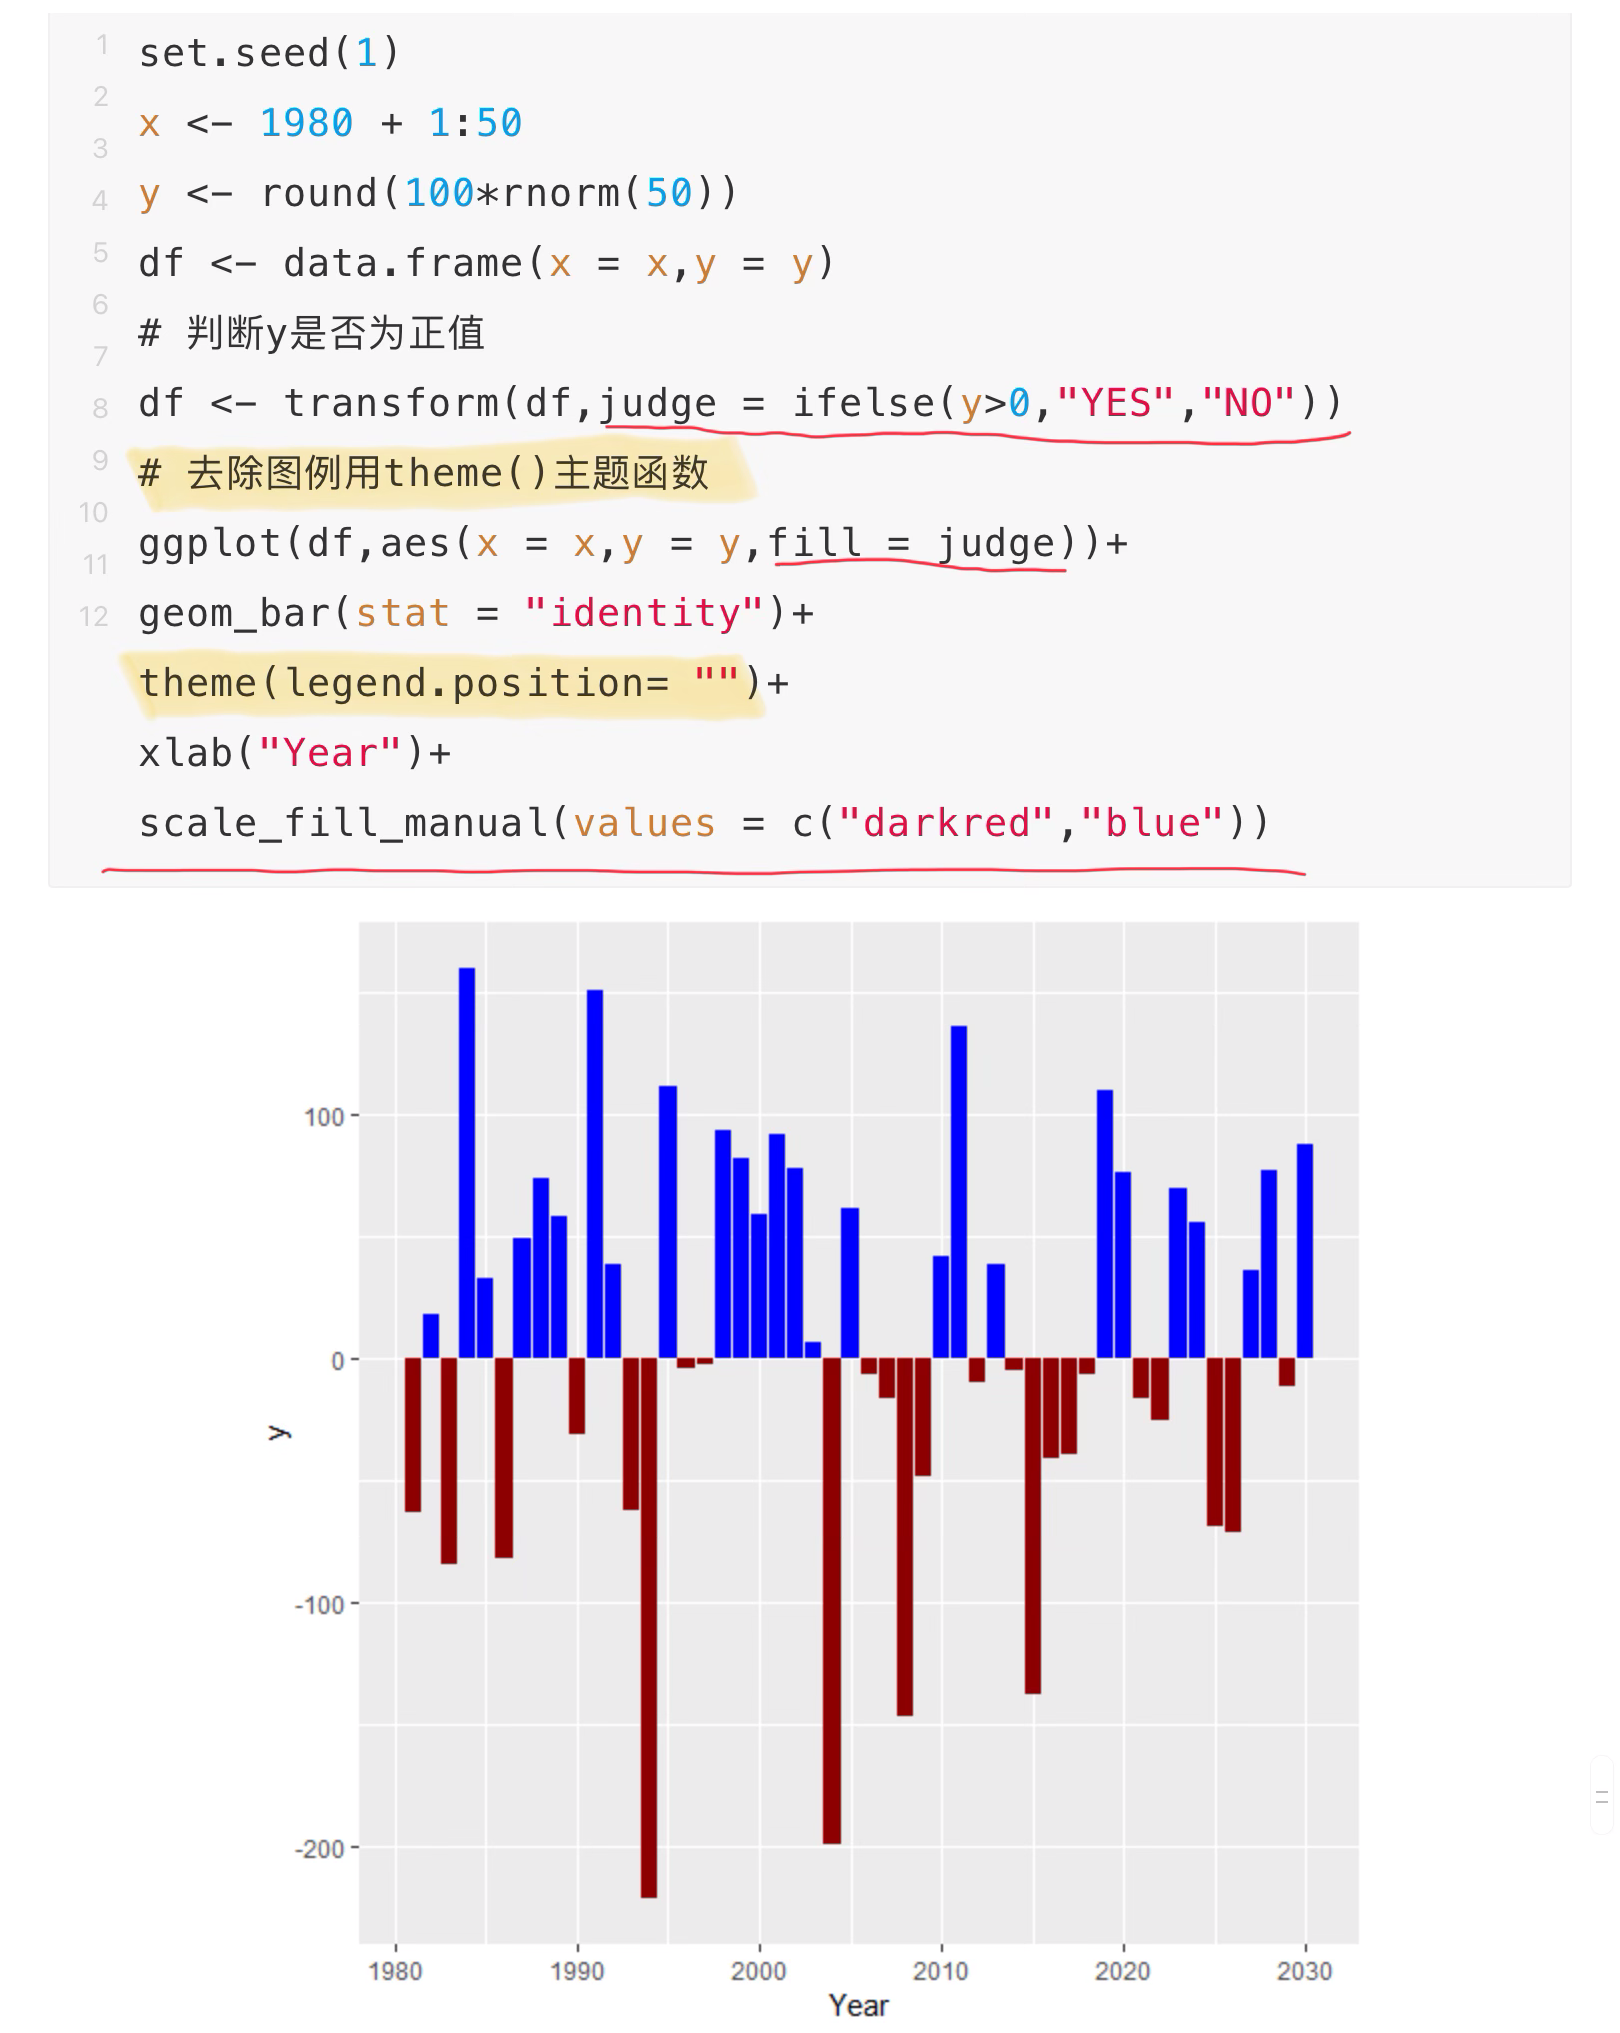 1 set.seed(1)
2 x <- 1980 + 1:50
3 y <- round(100*rnorm(50))
4 df <- data.frame(x = x,y = y)
5 # 判断y是否为正值
6 df <- transform(df,judge = ifelse(y>0,"YES","NO"))
7 # 去除图例用theme()主题函数
8 ggplot(df,aes(x = x,y = y,fill = judge))+
9 geom_bar(stat = "identity")+
10 theme(legend.position= "")+
11 xlab("Year")+
12 scale_fill_manual(values = c("darkred","blue"))
100
0
-100
-200
y
1980 1990 2000 2010 2020 2030
Year